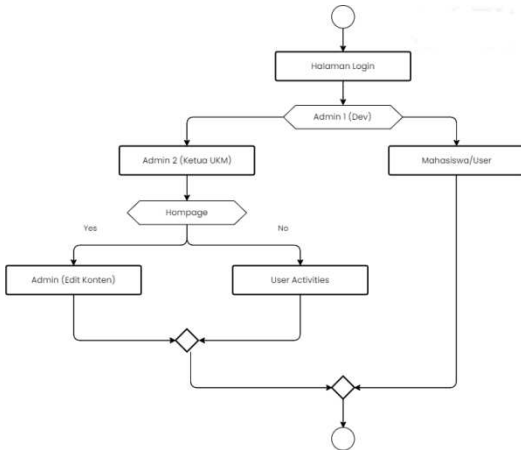 Halaman Login
Admin 1 (Dev)
Admin 2 (Ketua UKM)
Mahasiswa/User
Hompage
Yes
No
Admin (Edit Konten)
User Activities